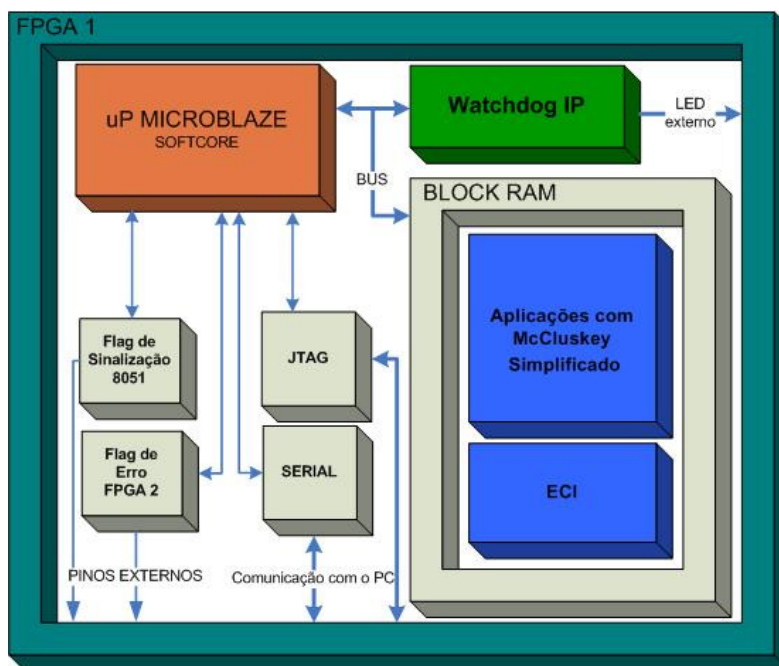 FPGA 1
uP MICROBLAZE
SOFTCORE
Watchdog IP
LED
externo
BUS
BLOCK RAM
Aplicações com
McCluskey
Simplificado
Flag de
Sinalização
8051
JTAG
Flag de
Erro
FPGA 2
SERIAL
ECI
PINOS EXTERNOS
Comunicação com o PC